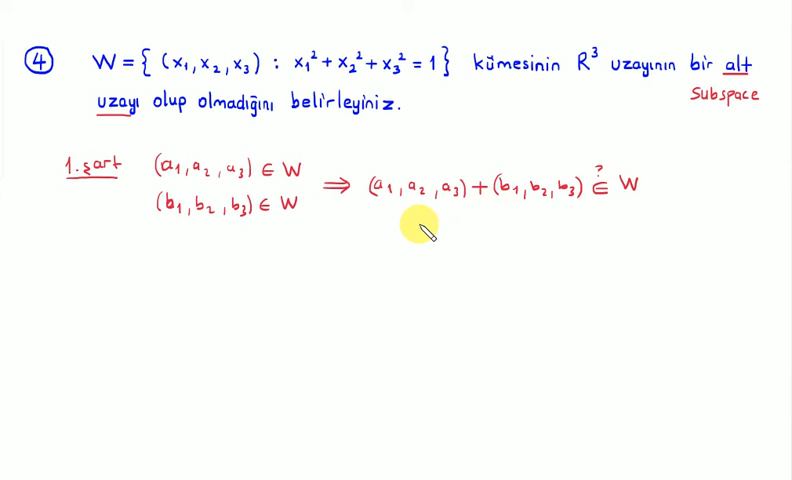 ④ W = { (x₁, x₂, x₃) : x₁² + x₂² + x₃² = 1 } kümesinin R³ uzayının bir alt
uzayı olup olmadığını belirleyiniz.
Subspace
1. şart (a₁, a₂, a₃) ∈ W
(b₁, b₂, b₃) ∈ W
⟹ (a₁, a₂, a₃) + (b₁, b₂, b₃) ∈? W